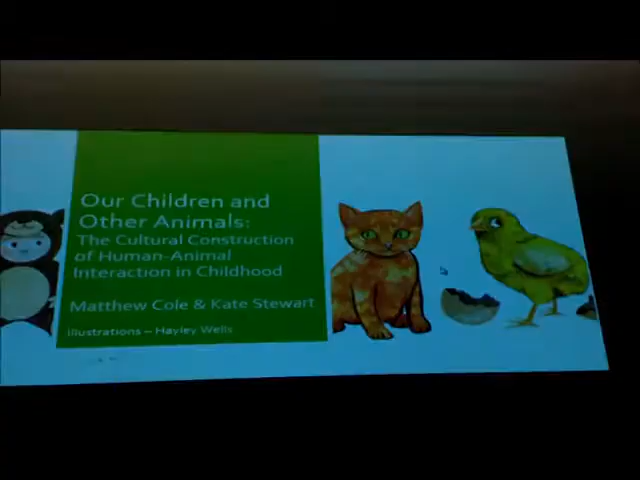 Our Children and
Other Animals:
The Cultural Construction
of Human-Animal
Interaction in Childhood
Matthew Cole & Kate Stewart
Illustrations – Hayley Wells